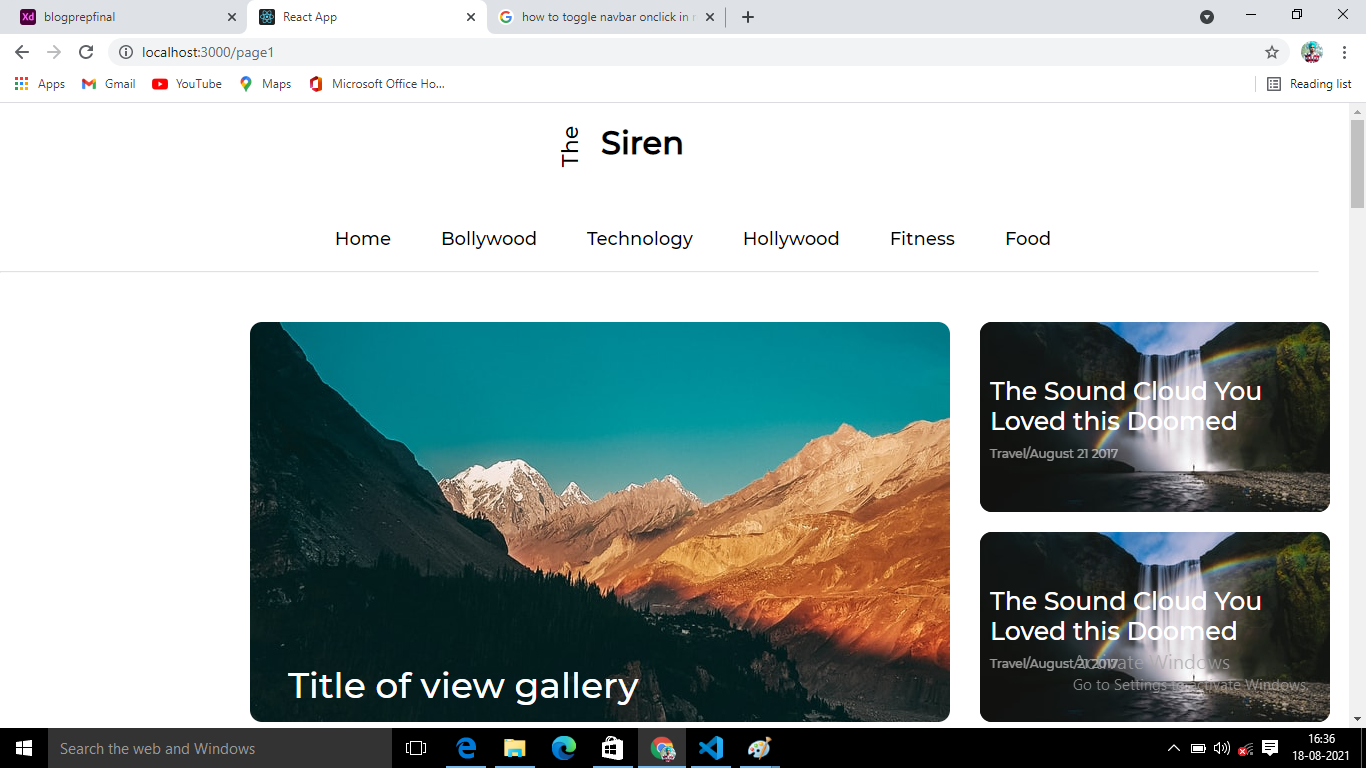 blogprepfinal
React App
how to toggle navbar onclick in
localhost:3000/page1
Apps
Gmail
YouTube
Maps
Microsoft Office Ho...
Reading list
The
Siren
Home
Bollywood
Technology
Hollywood
Fitness
Food
Title of view gallery
The Sound Cloud You
Loved this Doomed
Travel/August 21 2017
The Sound Cloud You
Loved this Doomed
Travel/August 21 2017
Activate Windows
Go to Settings to activate Windows.
Search the web and Windows
16:36
18-08-2021